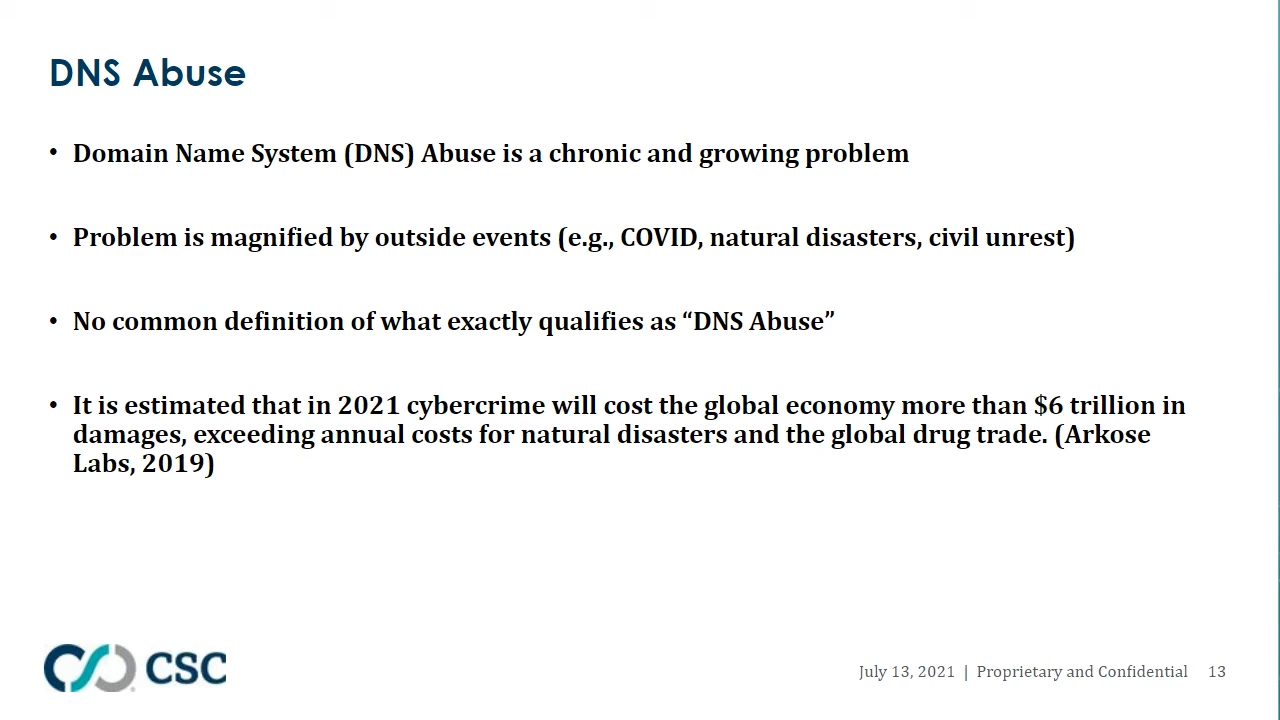 DNS Abuse
• Domain Name System (DNS) Abuse is a chronic and growing problem
• Problem is magnified by outside events (e.g., COVID, natural disasters, civil unrest)
• No common definition of what exactly qualifies as “DNS Abuse”
• It is estimated that in 2021 cybercrime will cost the global economy more than $6 trillion in
damages, exceeding annual costs for natural disasters and the global drug trade. (Arkose
Labs, 2019)
CSC
July 13, 2021 | Proprietary and Confidential 13